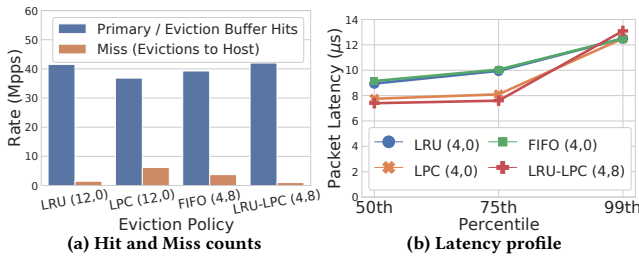 60
50
40
30
20
10
0
Rate (Mpps)
Primary / Eviction Buffer Hits
Miss (Evictions to Host)
LRU (12,0)
LPC (12,0)
FIFO (4,8)
LRU-LPC (4,8)
Eviction Policy
(a) Hit and Miss counts
14
12
10
8
6
4
2
0
Packet Latency (μs)
LRU (4,0)
FIFO (4,0)
LPC (4,0)
LRU-LPC (4,8)
50th
75th
99th
Percentile
(b) Latency profile